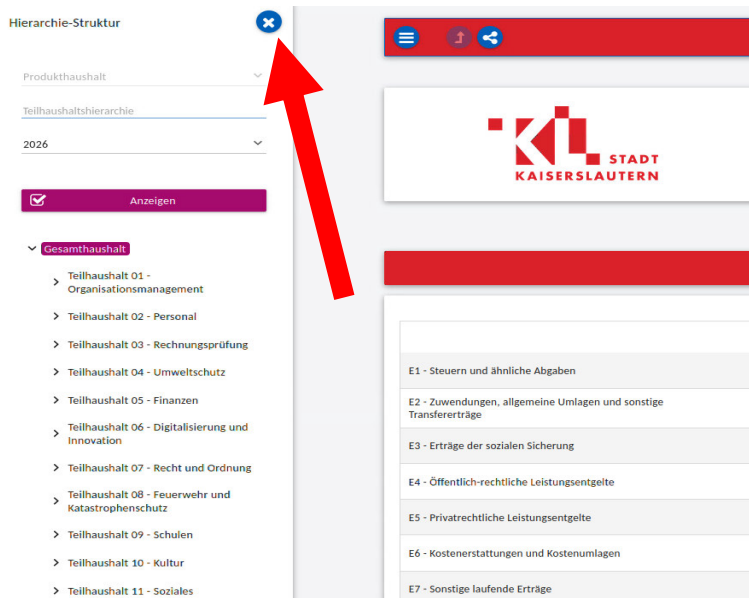 Hierarchie-Struktur
Produkthaushalt
Teilhaushaltshierarchie
2026
Anzeigen
Gesamthaushalt
Teilhaushalt 01 -
Organisationsmanagement
Teilhaushalt 02 - Personal
Teilhaushalt 03 - Rechnungsprüfung
Teilhaushalt 04 - Umweltschutz
Teilhaushalt 05 - Finanzen
Teilhaushalt 06 - Digitalisierung und
Innovation
Teilhaushalt 07 - Recht und Ordnung
Teilhaushalt 08 - Feuerwehr und
Katastrophenschutz
Teilhaushalt 09 - Schulen
Teilhaushalt 10 - Kultur
Teilhaushalt 11 - Soziales
KL STADT
KAISERSLAUTERN
E1 - Steuern und ähnliche Abgaben
E2 - Zuwendungen, allgemeine Umlagen und sonstige
Transfererträge
E3 - Erträge der sozialen Sicherung
E4 - Öffentlich-rechtliche Leistungsentgelte
E5 - Privatrechtliche Leistungsentgelte
E6 - Kostenerstattungen und Kostenumlagen
E7 - Sonstige laufende Erträge